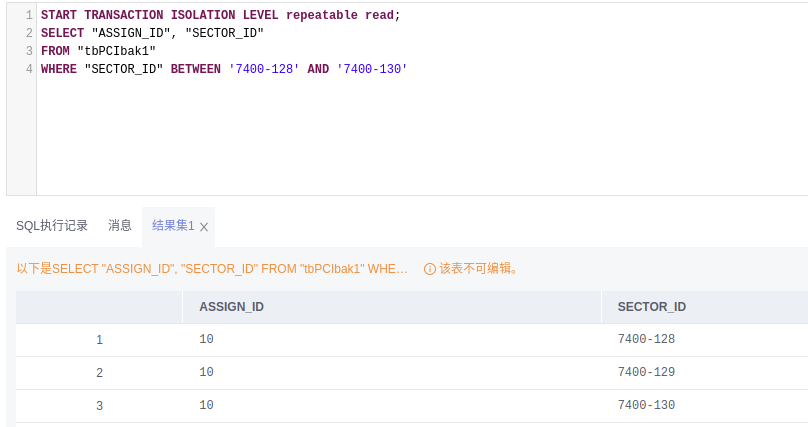 1 START TRANSACTION ISOLATION LEVEL repeatable read;
2 SELECT "ASSIGN_ID", "SECTOR_ID"
3 FROM "tbPCIbak1"
4 WHERE "SECTOR_ID" BETWEEN '7400-128' AND '7400-130'
SQL执行记录 消息 结果集1 X
以下是SELECT "ASSIGN_ID", "SECTOR_ID" FROM "tbPCIbak1" WHE... 该表不可编辑。
ASSIGN_ID SECTOR_ID
1 10 7400-128
2 10 7400-129
3 10 7400-130